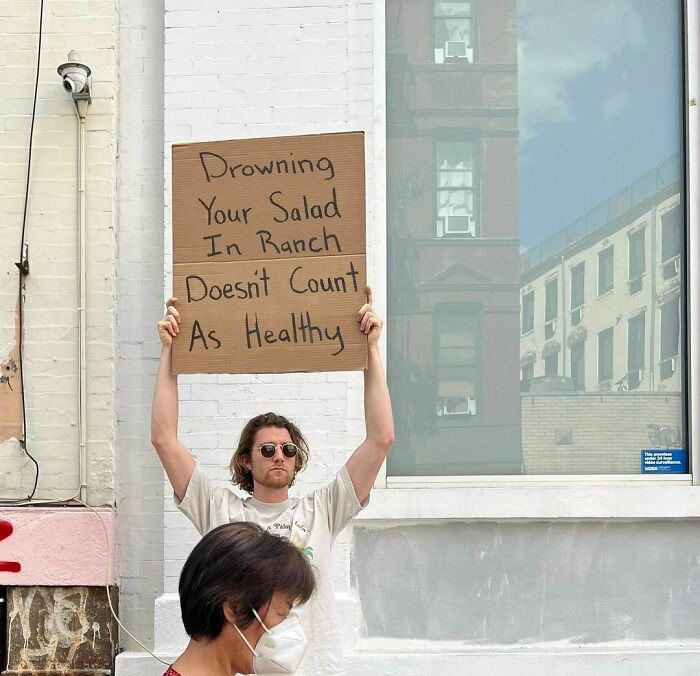 Drowning
Your Salad
In Ranch
Doesn't Count
As Healthy
This premises
under 24 hour
video surveillance.